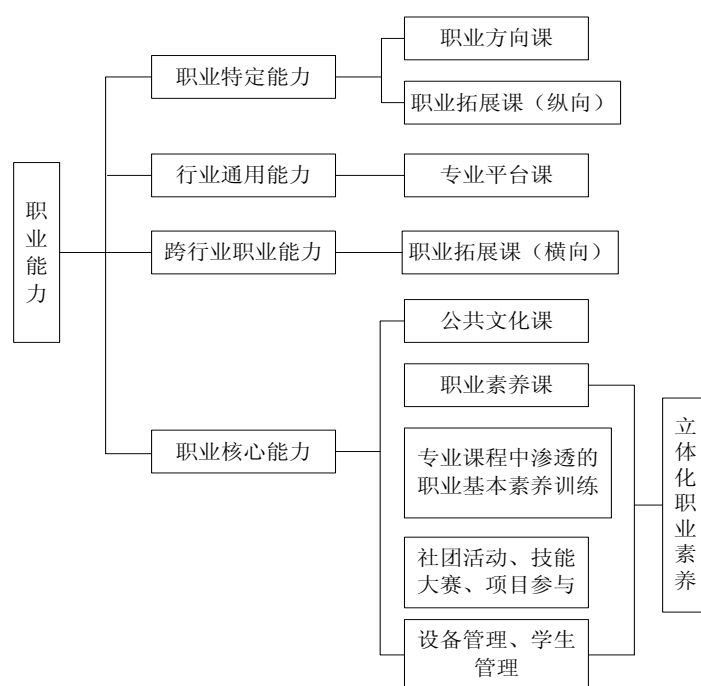 职业能力
职业特定能力
职业方向课
职业拓展课（纵向）
行业通用能力
专业平台课
跨行业职业能力
职业拓展课（横向）
职业核心能力
公共文化课
职业素养课
专业课程中渗透的
职业基本素养训练
社团活动、技能
大赛、项目参与
设备管理、学生
管理
立体化职业素养